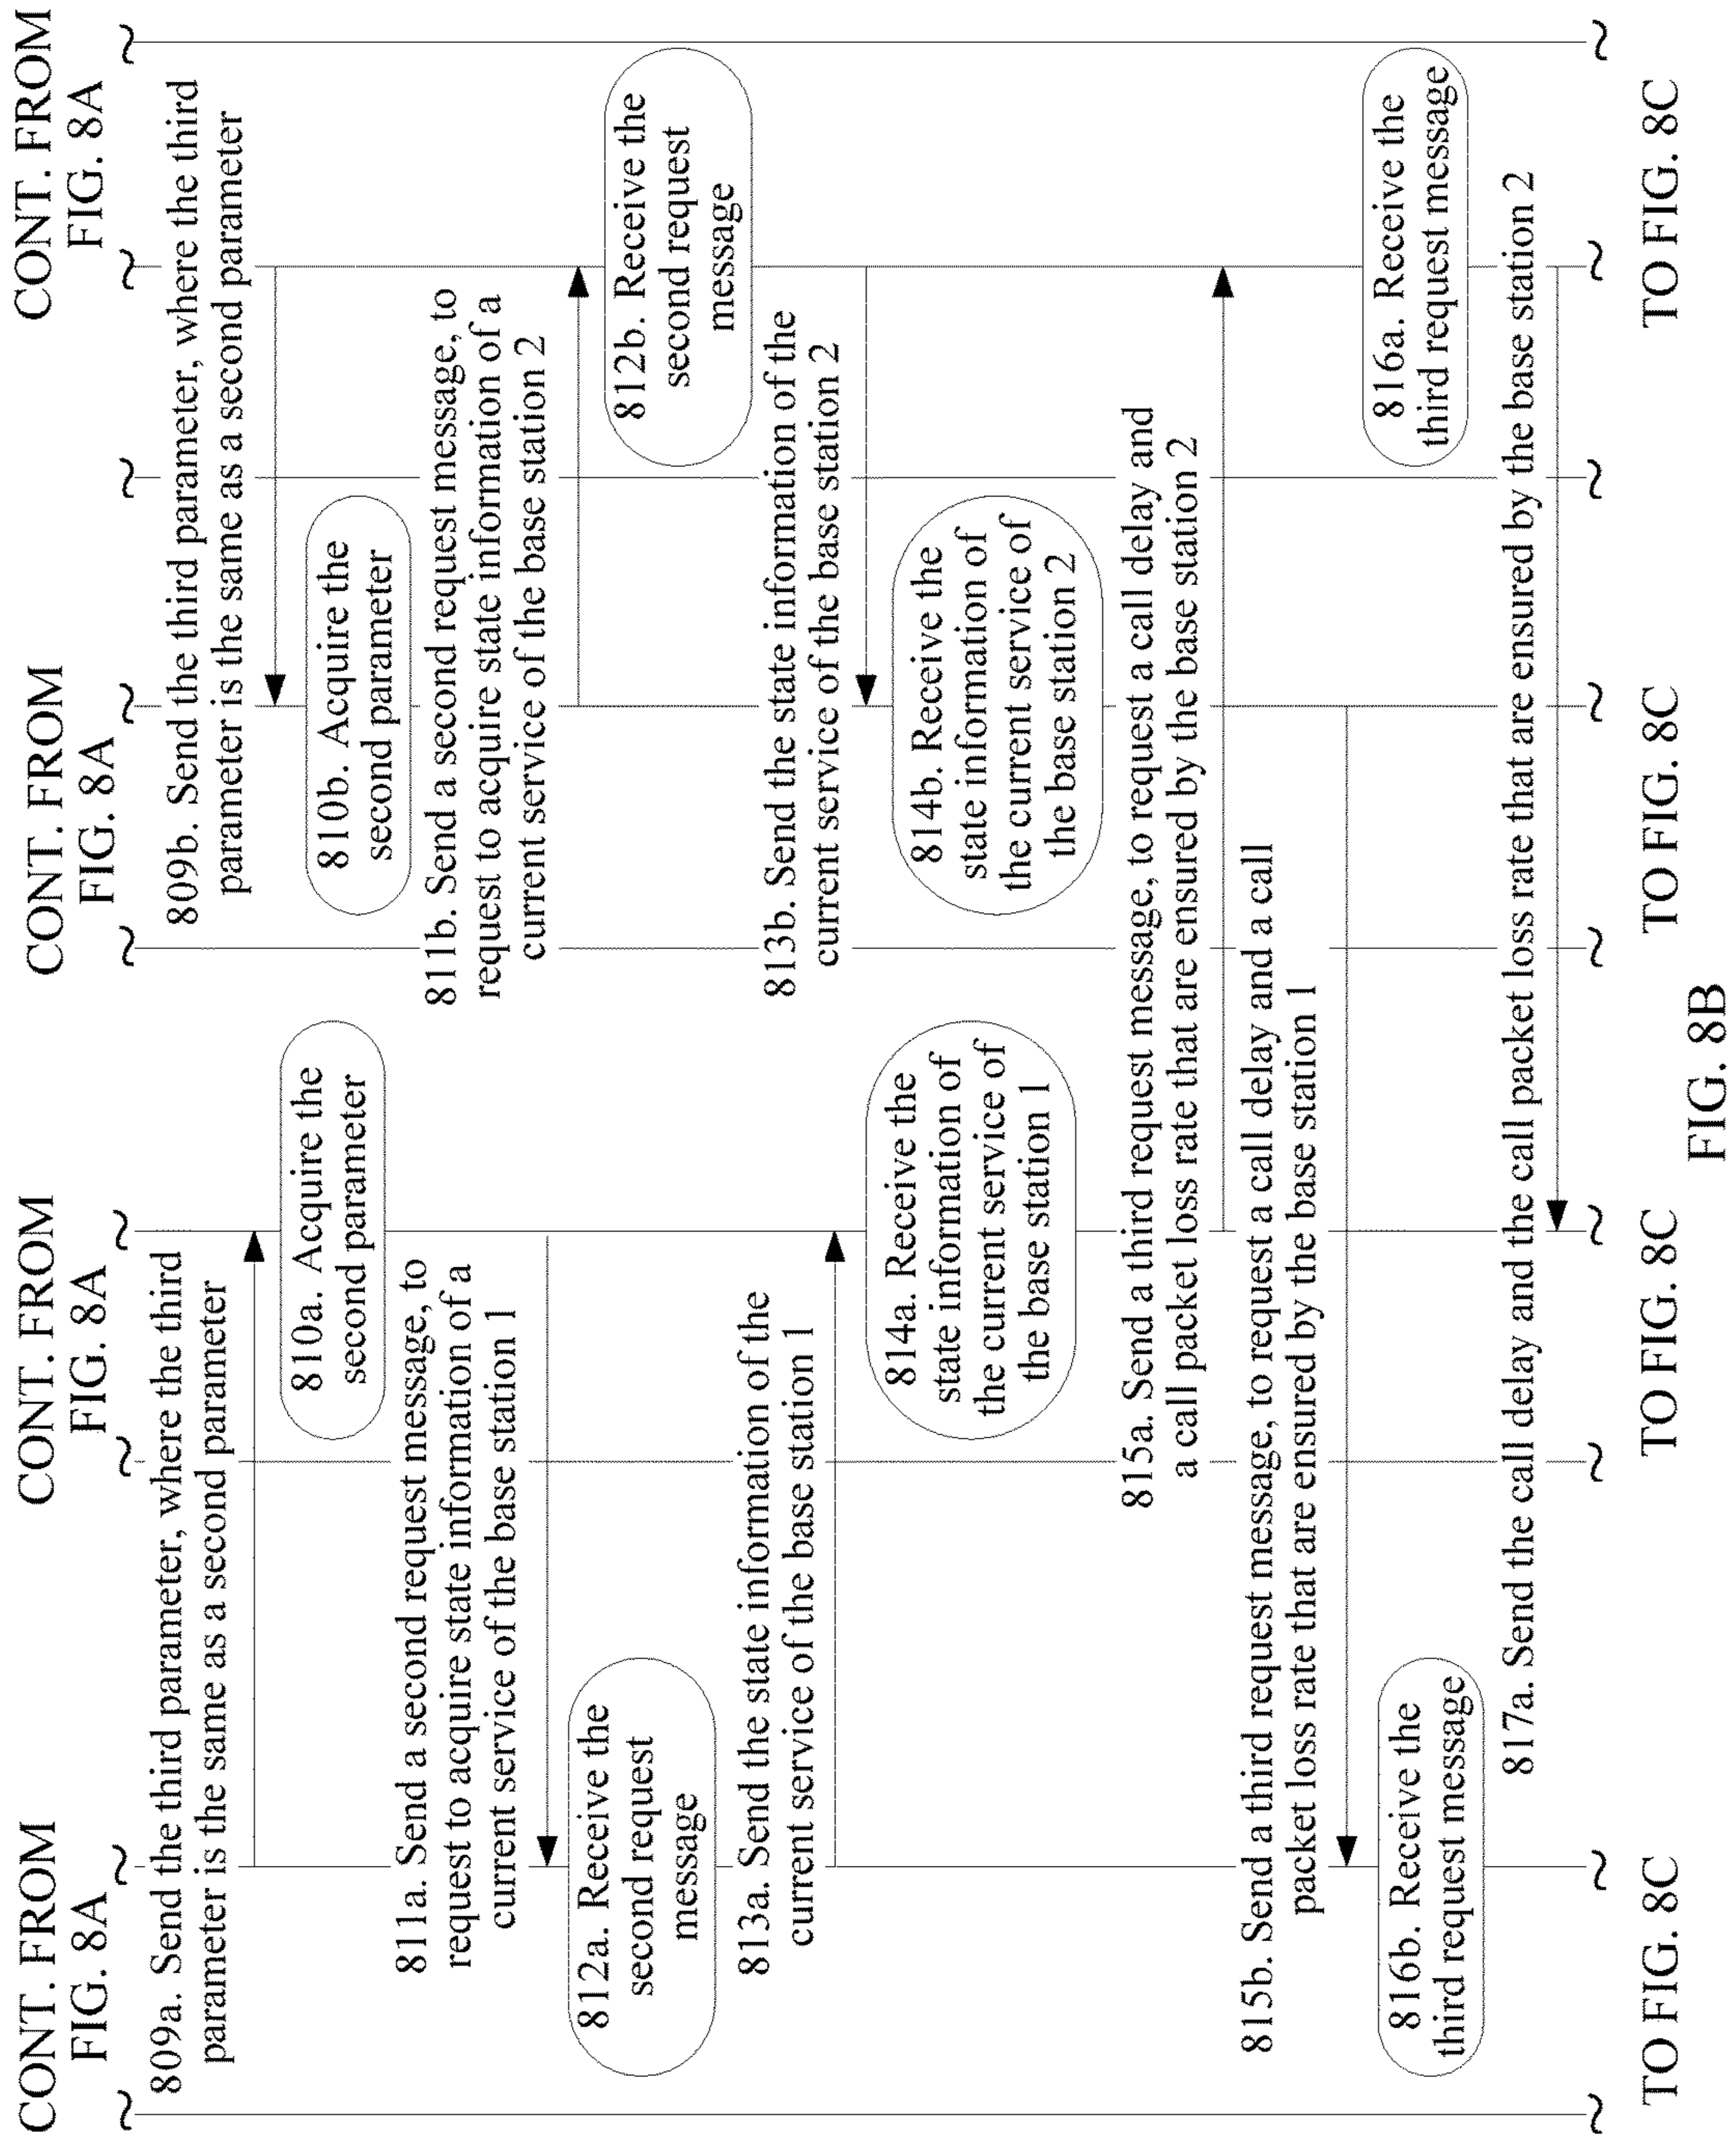 CONT. FROM
FIG. 8A
CONT. FROM
FIG. 8A
CONT. FROM
FIG. 8A
CONT. FROM
FIG. 8A
809a. Send the third parameter, where the third
parameter is the same as a second parameter
809b. Send the third parameter, where the third
parameter is the same as a second parameter
810a. Acquire the
second parameter
810b. Acquire the
second parameter
811a. Send a second request message, to
request to acquire state information of a
current service of the base station 1
811b. Send a second request message, to
request to acquire state information of a
current service of the base station 2
812a. Receive the
second request
message
812b. Receive the
second request
message
813a. Send the state information of the
current service of the base station 1
813b. Send the state information of the
current service of the base station 2
814a. Receive the
state information of
the current service of
the base station 1
814b. Receive the
state information of
the current service of
the base station 2
815a. Send a third request message, to request a call delay and
a call packet loss rate that are ensured by the base station 2
815b. Send a third request message, to request a call delay and a call
packet loss rate that are ensured by the base station 1
816b. Receive the
third request message
816a. Receive the
third request message
817a. Send the call delay and the call packet loss rate that are ensured by the base station 2
TO FIG. 8C
TO FIG. 8C
TO FIG. 8C
TO FIG. 8C
FIG. 8B